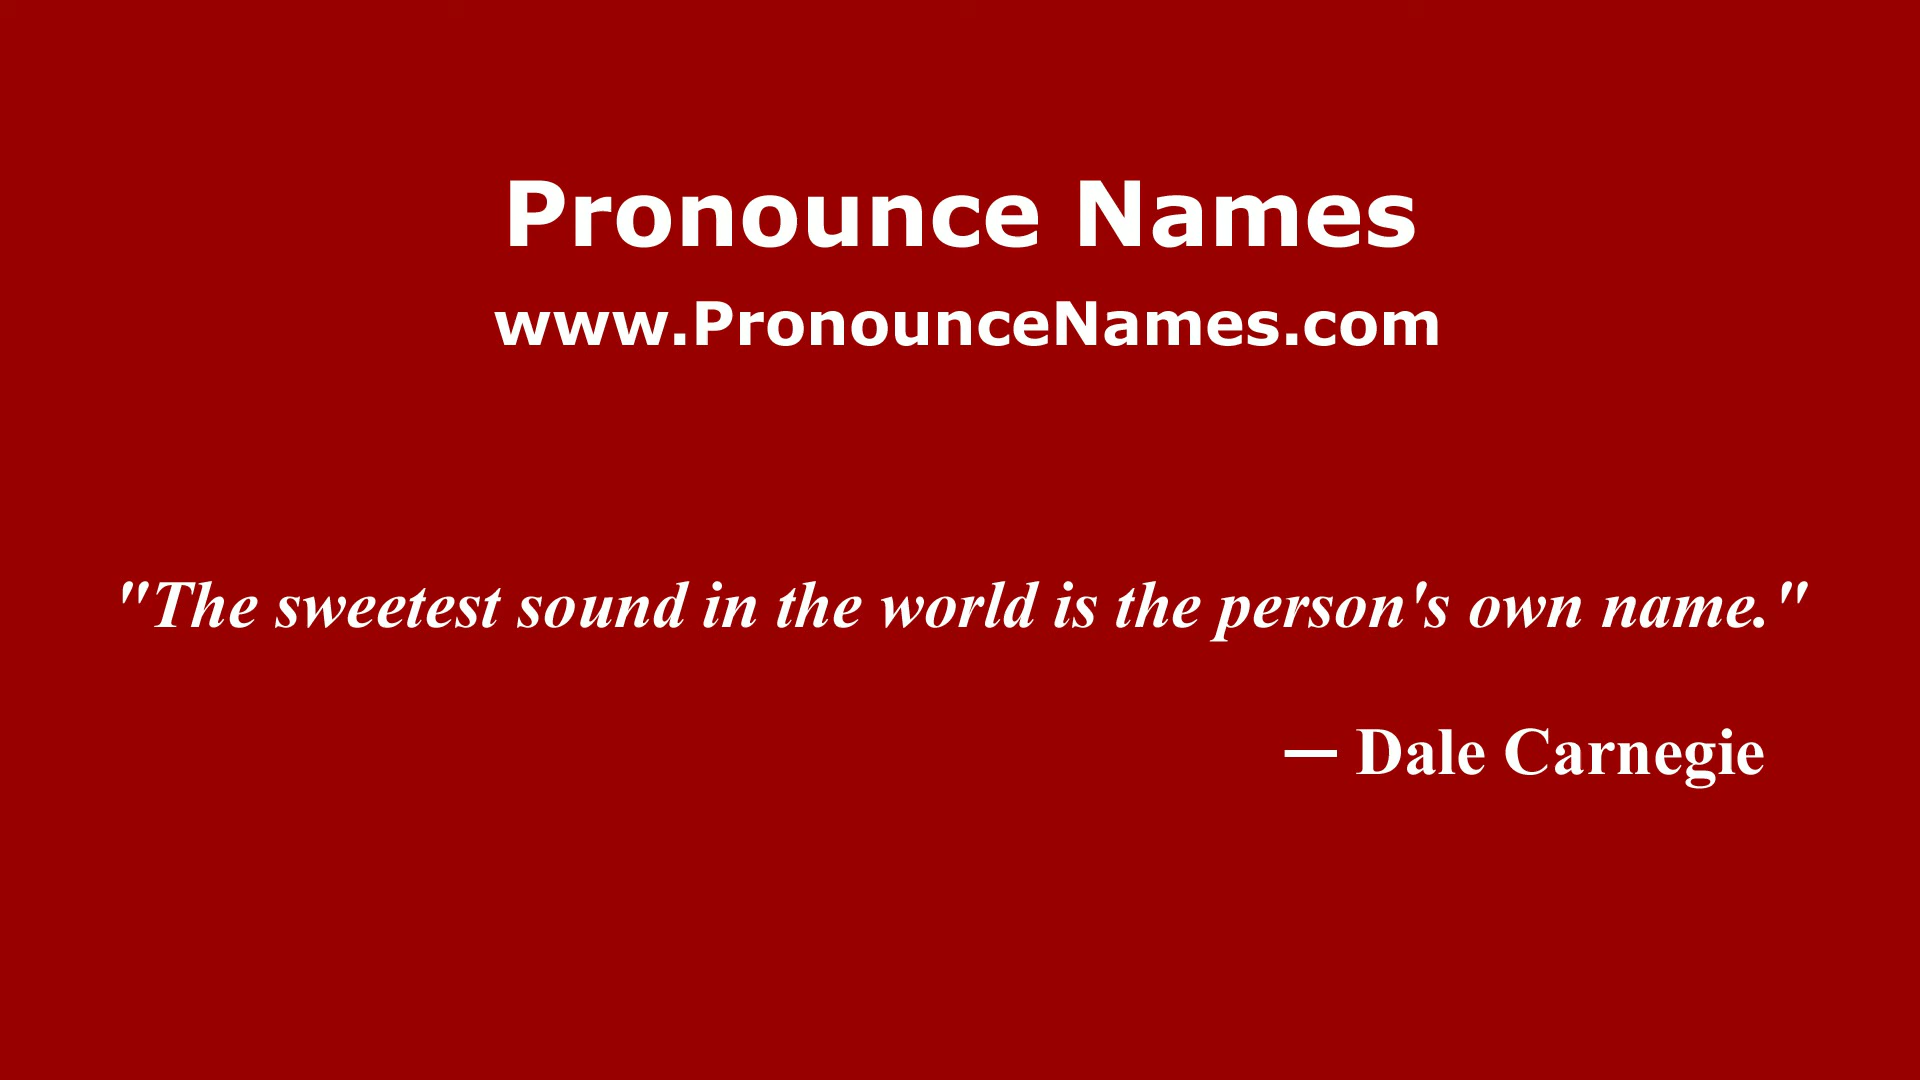 Pronounce Names
www.PronounceNames.com
"The sweetest sound in the world is the person's own name."
— Dale Carnegie